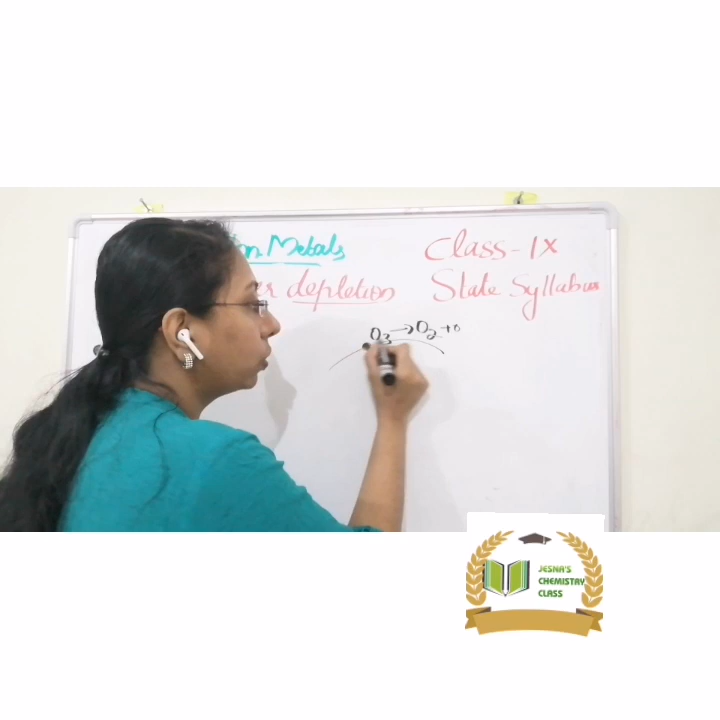 Metals
Class-IX
depletion
State Syllabus
O3 → O2 + O
JESNA'S
CHEMISTRY
CLASS